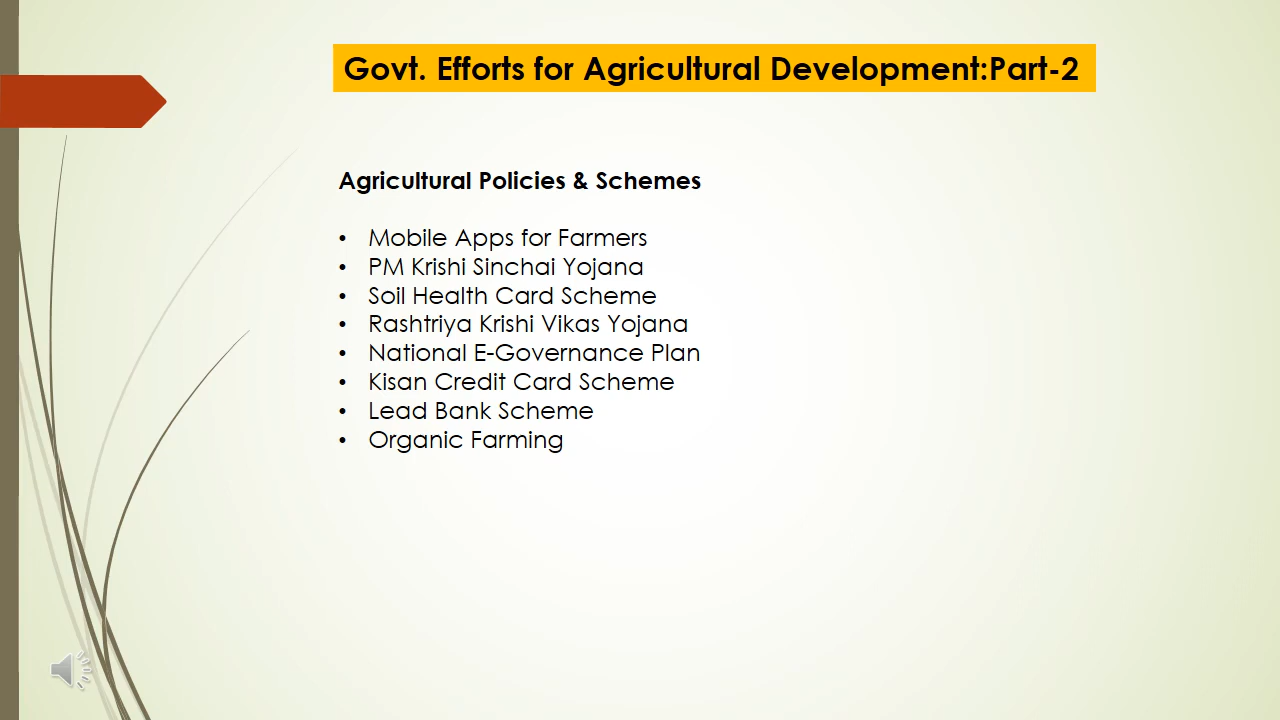 Govt. Efforts for Agricultural Development:Part-2
Agricultural Policies & Schemes
• Mobile Apps for Farmers
• PM Krishi Sinchai Yojana
• Soil Health Card Scheme
• Rashtriya Krishi Vikas Yojana
• National E-Governance Plan
• Kisan Credit Card Scheme
• Lead Bank Scheme
• Organic Farming